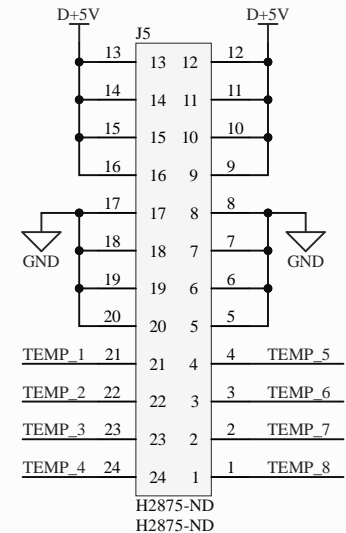 D+5V D+5V
J5
13 13 12 12
14 14 11 11
15 15 10 10
16 16 9 9
17 17 8 8
GND 18 18 7 7 GND
19 19 6 6
20 20 5 5
TEMP_1 21 21 4 4 TEMP_5
TEMP_2 22 22 3 3 TEMP_6
TEMP_3 23 23 2 2 TEMP_7
TEMP_4 24 24 1 1 TEMP_8
H2875-ND
H2875-ND